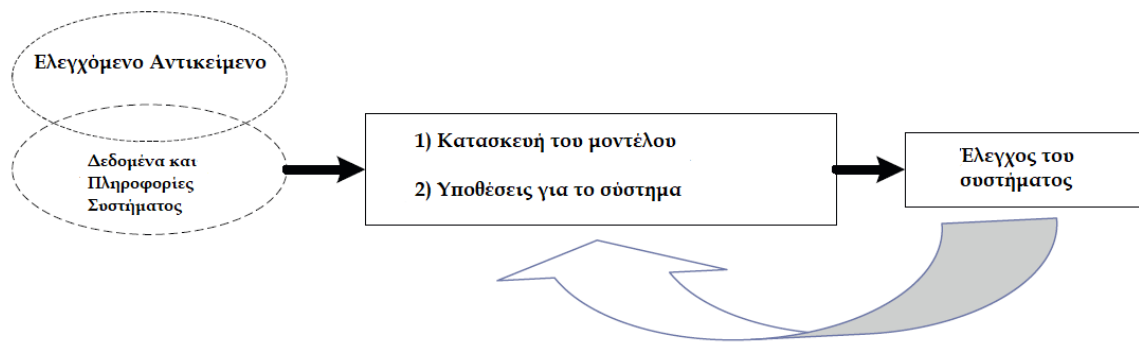 Ελεγχόμενο Αντικείμενο
Δεδομένα και
Πληροφορίες
Συστήματος
1) Κατασκευή του μοντέλου
2) Υποθέσεις για το σύστημα
Έλεγχος του
συστήματος